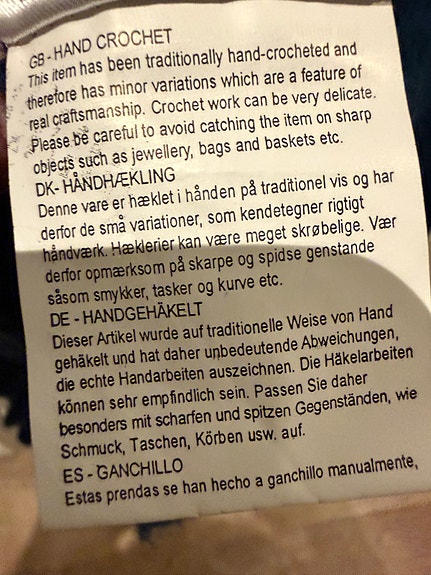 GB - HAND CROCHET
This item has been traditionally hand-crocheted and
therefore has minor variations which are a feature of
real craftsmanship. Crochet work can be very delicate.
Please be careful to avoid catching the item on sharp
objects such as jewellery, bags and baskets etc.
DK- HÅNDHÆKLING
Denne vare er hæklet i hånden på traditionel vis og har
derfor de små variationer, som kendetegner rigtigt
håndværk. Hæklerier kan være meget skrøbelige. Vær
derfor opmærksom på skarpe og spidse genstande
såsom smykker, tasker og kurve etc.
DE - HANDGEHÄKELT
Dieser Artikel wurde auf traditionelle Weise von Hand
gehäkelt und hat daher unbedeutende Abweichungen,
die echte Handarbeiten auszeichnen. Die Häkelarbeiten
können sehr empfindlich sein. Passen Sie daher
besonders mit scharfen und spitzen Gegenständen, wie
Schmuck, Taschen, Körben usw. auf.
ES - GANCHILLO
Estas prendas se han hecho a ganchillo manualmente,